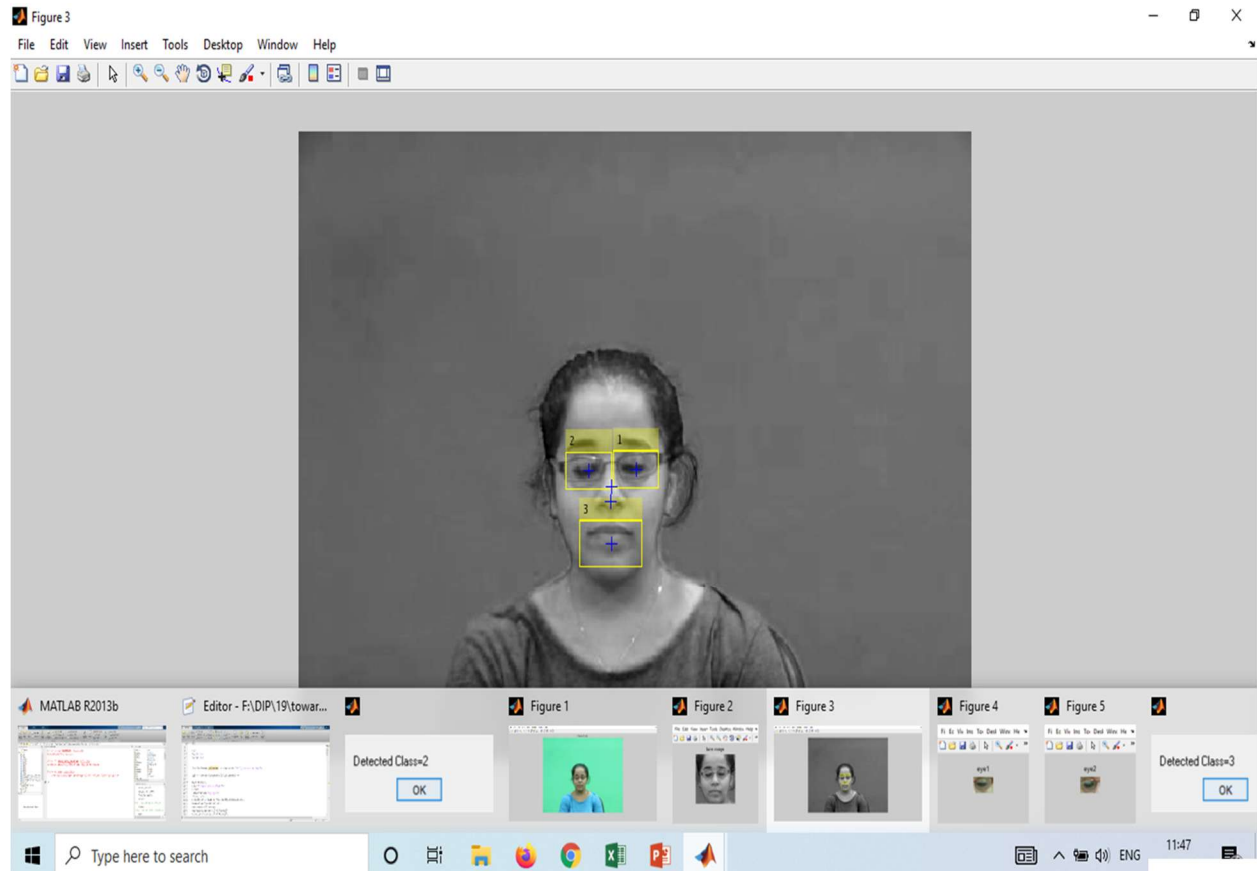 Figure 3
File Edit View Insert Tools Desktop Window Help
2 1
3
MATLAB R2013b
Editor - F:\DIP\19\towar...
Figure 1
Figure 2
Figure 3
Figure 4
Figure 5
Detected Class=2
OK
face image
eye1
eye2
Detected Class=3
OK
Type here to search
ENG
11:47